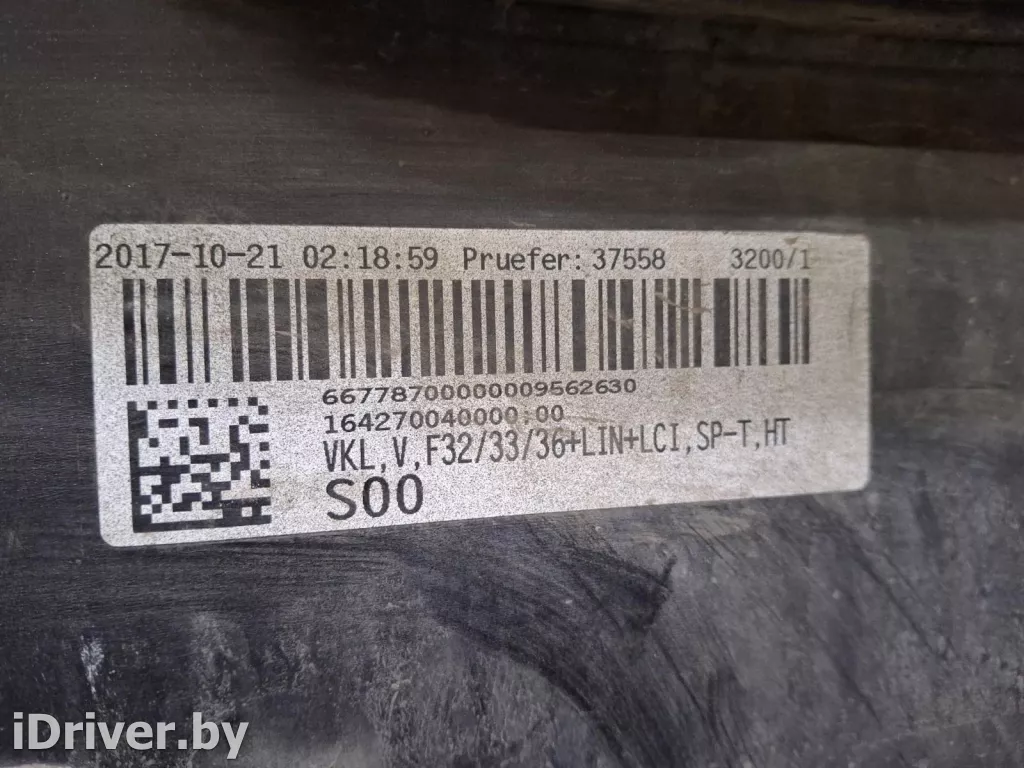 2017-10-21 02:18:59 Pruefer: 37558 3200/1
66778700000009562630
164270040000:00
VKL,V,F32/33/36+LIN+LCI,SP-T,HT
S00
iDriver.by